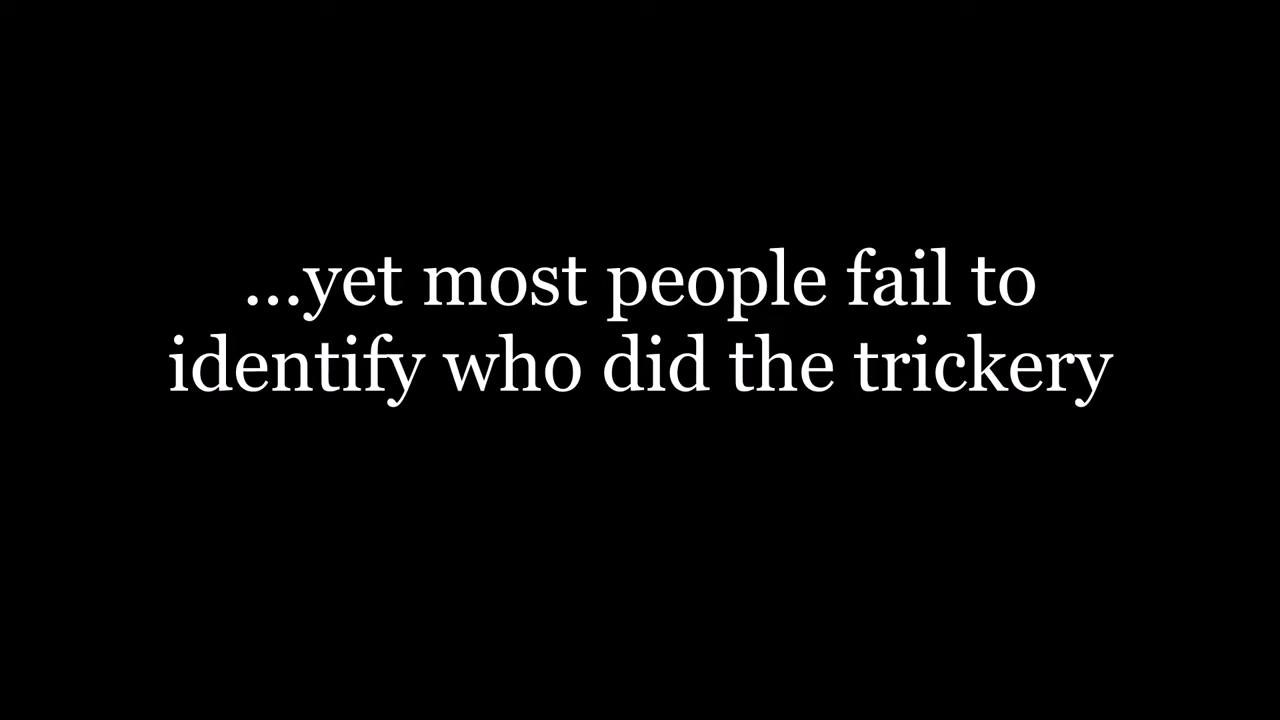 ...yet most people fail to
identify who did the trickery